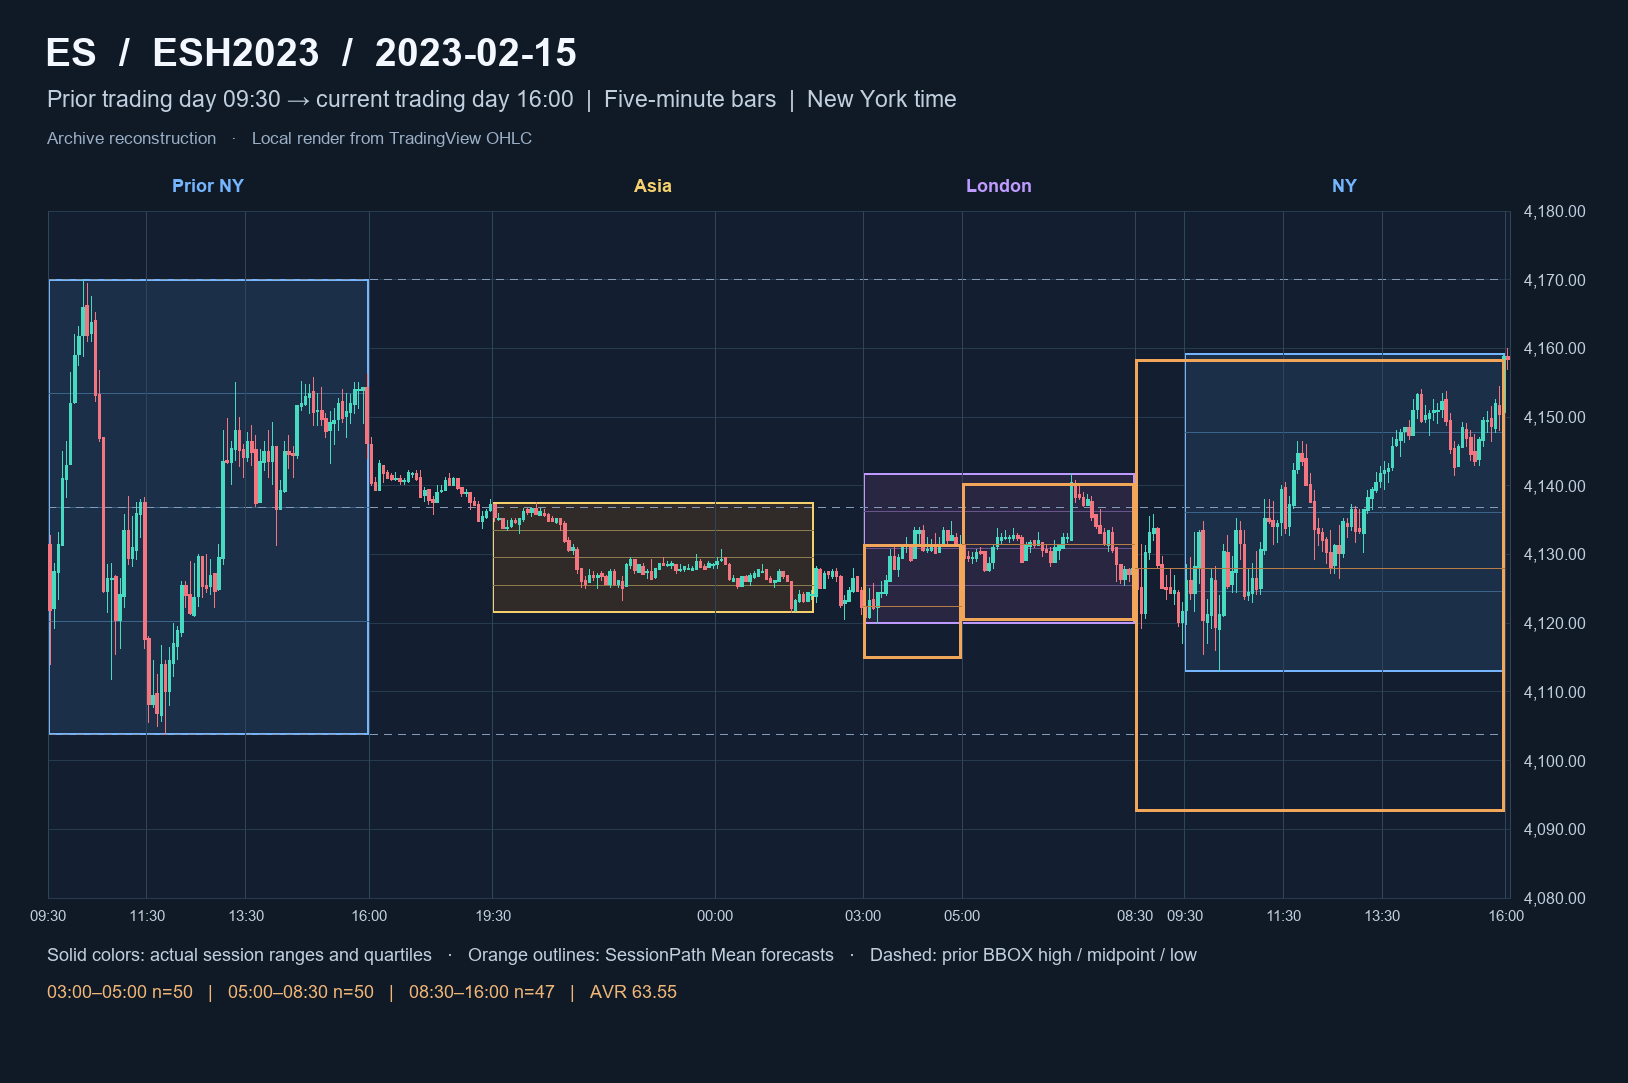 ES / ESH2023 / 2023-02-15
Prior trading day 09:30 → current trading day 16:00 | Five-minute bars | New York time
Archive reconstruction · Local render from TradingView OHLC
Prior NY Asia London NY
4,180.00
4,170.00
4,160.00
4,150.00
4,140.00
4,130.00
4,120.00
4,110.00
4,100.00
4,090.00
4,080.00
09:30 11:30 13:30 16:00 19:30 00:00 03:00 05:00 08:30 09:30 11:30 13:30 16:00
Solid colors: actual session ranges and quartiles · Orange outlines: SessionPath Mean forecasts · Dashed: prior BBOX high / midpoint / low
03:00–05:00 n=50 | 05:00–08:30 n=50 | 08:30–16:00 n=47 | AVR 63.55